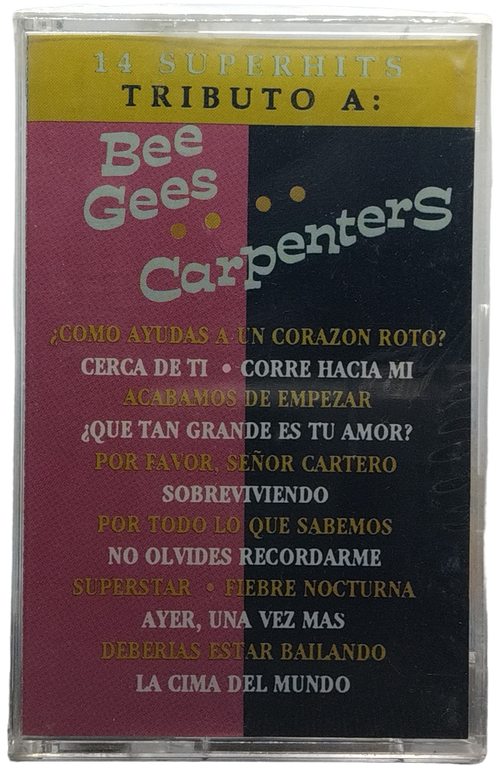 14 SUPERHITS
TRIBUTO A:
Bee
Gees
Carpenters
¿COMO AYUDAS A UN CORAZON ROTO?
CERCA DE TI • CORRE HACIA MI
ACABAMOS DE EMPEZAR
¿QUE TAN GRANDE ES TU AMOR?
POR FAVOR, SEÑOR CARTERO
SOBREVIVIENDO
POR TODO LO QUE SABEMOS
NO OLVIDES RECORDARME
SUPERSTAR • FIEBRE NOCTURNA
AYER, UNA VEZ MAS
DEBERIAS ESTAR BAILANDO
LA CIMA DEL MUNDO